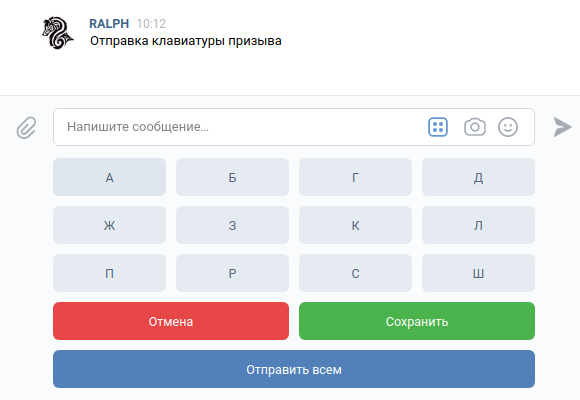 RALPH 10:12
Отправка клавиатуры призыва
Напишите сообщение…
А Б Г Д
Ж З К Л
П Р С Ш
Отмена Сохранить
Отправить всем